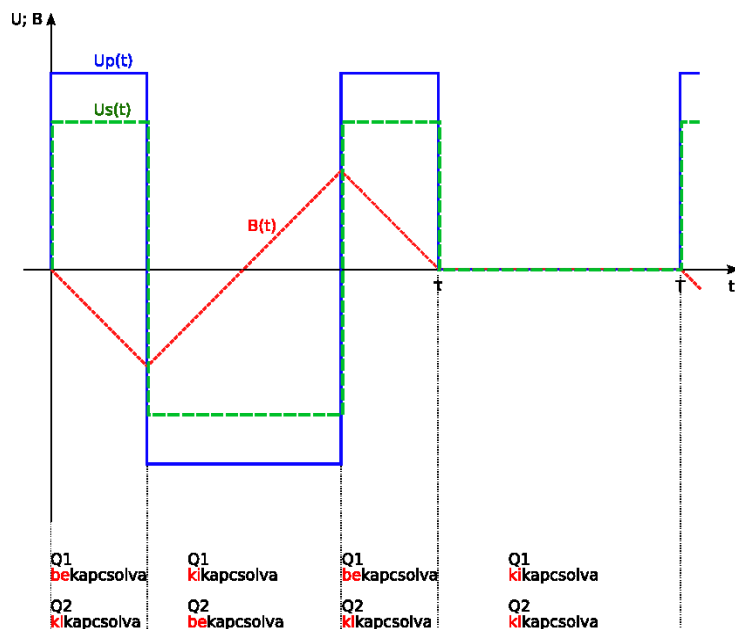 U; B
Up(t)
Us(t)
B(t)
τ
T
t
Q1
bekapcsolva
Q1
kikapcsolva
Q1
bekapcsolva
Q1
kikapcsolva
Q2
kikapcsolva
Q2
bekapcsolva
Q2
kikapcsolva
Q2
kikapcsolva